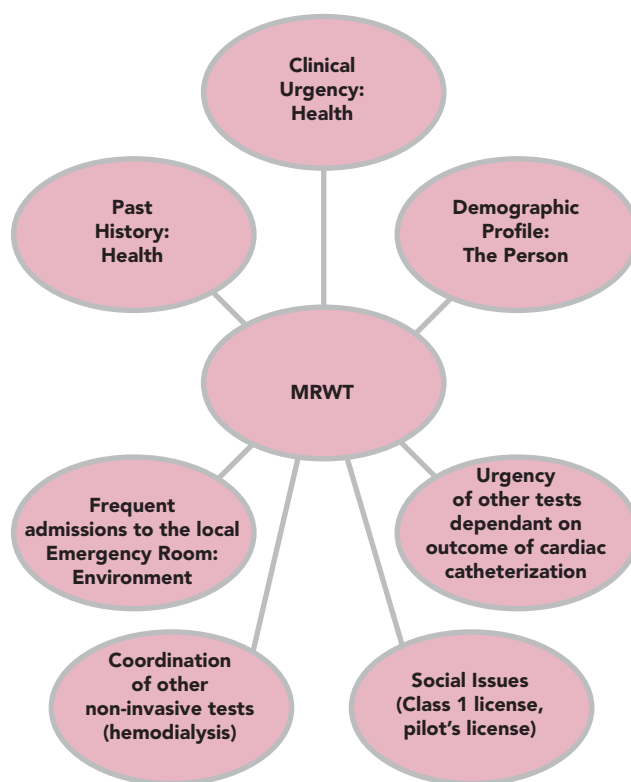 Clinical
Urgency:
Health
Past
History:
Health
Demographic
Profile:
The Person
MRWT
Frequent
admissions to the local
Emergency Room:
Environment
Urgency
of other tests
dependant on
outcome of cardiac
catheterization
Coordination
of other
non-invasive tests
(hemodialysis)
Social Issues
(Class 1 license,
pilot's license)